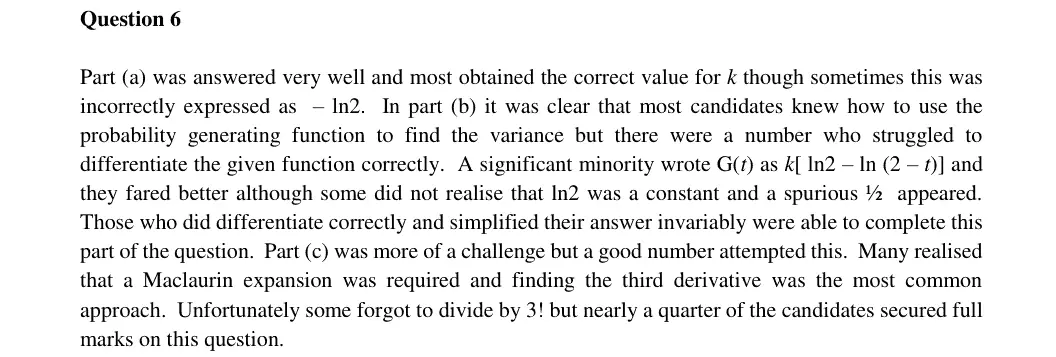 Question 6
Part (a) was answered very well and most obtained the correct value for k though sometimes this was
incorrectly expressed as – ln2. In part (b) it was clear that most candidates knew how to use the
probability generating function to find the variance but there were a number who struggled to
differentiate the given function correctly. A significant minority wrote G(t) as k[ ln2 – ln (2 – t)] and
they fared better although some did not realise that ln2 was a constant and a spurious ½ appeared.
Those who did differentiate correctly and simplified their answer invariably were able to complete this
part of the question. Part (c) was more of a challenge but a good number attempted this. Many realised
that a Maclaurin expansion was required and finding the third derivative was the most common
approach. Unfortunately some forgot to divide by 3! but nearly a quarter of the candidates secured full
marks on this question.